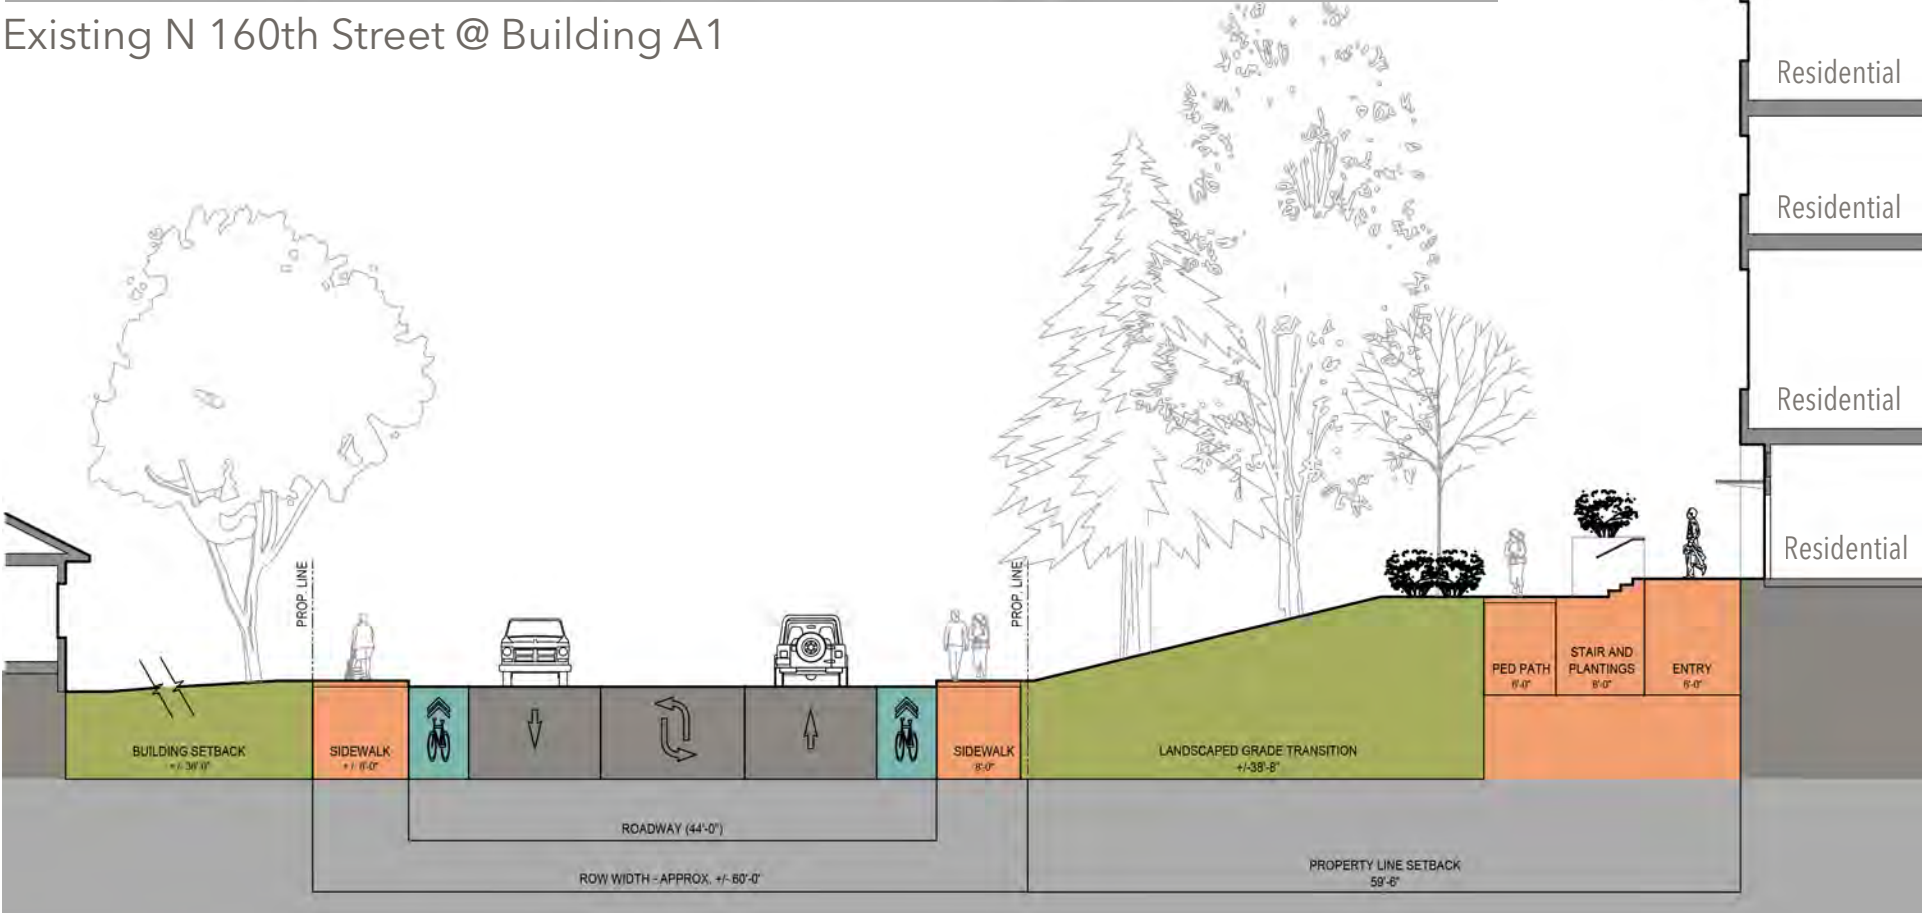 Existing N 160th Street @ Building A1
Residential
Residential
Residential
Residential
PROP. LINE
PROP. LINE
BUILDING SETBACK
SIDEWALK
SIDEWALK
LANDSCAPED GRADE TRANSITION
+/-38'-8"
PED PATH
STAIR AND
PLANTINGS
ENTRY
ROADWAY (44'-0")
ROW WIDTH - APPROX. +/- 60'-0"
PROPERTY LINE SETBACK
59'-6"